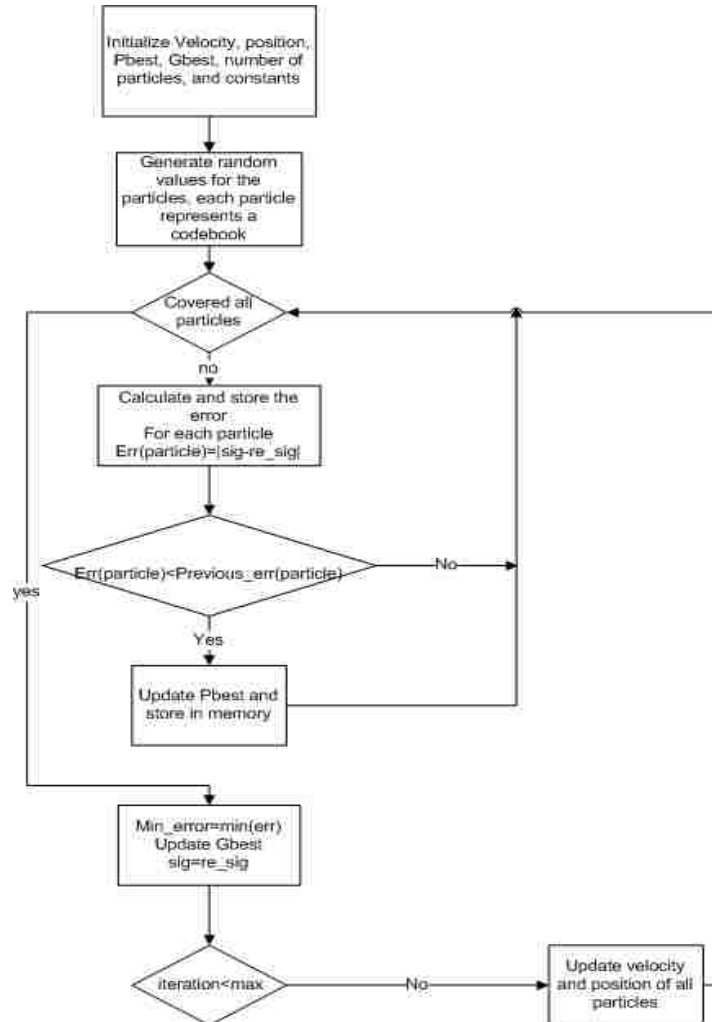 Initialize Velocity, position,
Pbest, Gbest, number of
particles, and constants
Generate random
values for the
particles, each particle
represents a
codebook
Covered all
particles
no
Calculate and store the
error
For each particle
Err(particle)=|sig-re_sig|
Err(particle)<Previous_err(particle)
No
yes
Yes
Update Pbest and
store in memory
Min_error=min(err)
Update Gbest
sig=re_sig
iteration<max
No
Update velocity
and position of all
particles